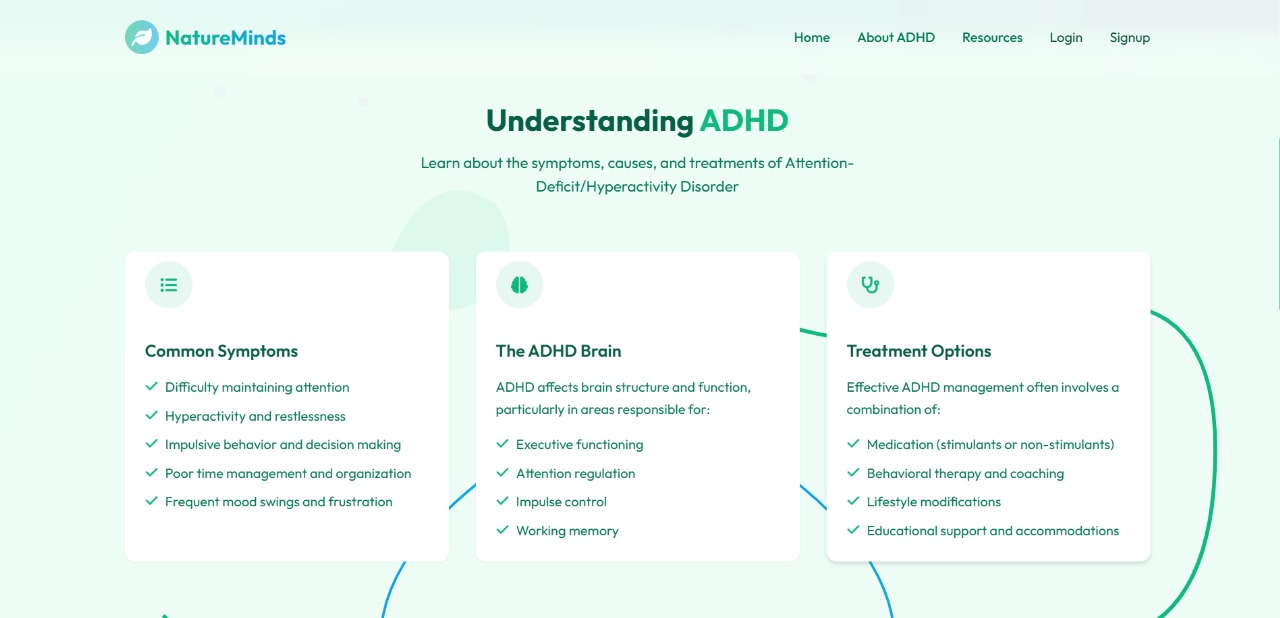 NatureMinds
Home About ADHD Resources Login Signup
Understanding ADHD
Learn about the symptoms, causes, and treatments of Attention-
Deficit/Hyperactivity Disorder
Common Symptoms
Difficulty maintaining attention
Hyperactivity and restlessness
Impulsive behavior and decision making
Poor time management and organization
Frequent mood swings and frustration
The ADHD Brain
ADHD affects brain structure and function,
particularly in areas responsible for:
Executive functioning
Attention regulation
Impulse control
Working memory
Treatment Options
Effective ADHD management often involves a
combination of:
Medication (stimulants or non-stimulants)
Behavioral therapy and coaching
Lifestyle modifications
Educational support and accommodations